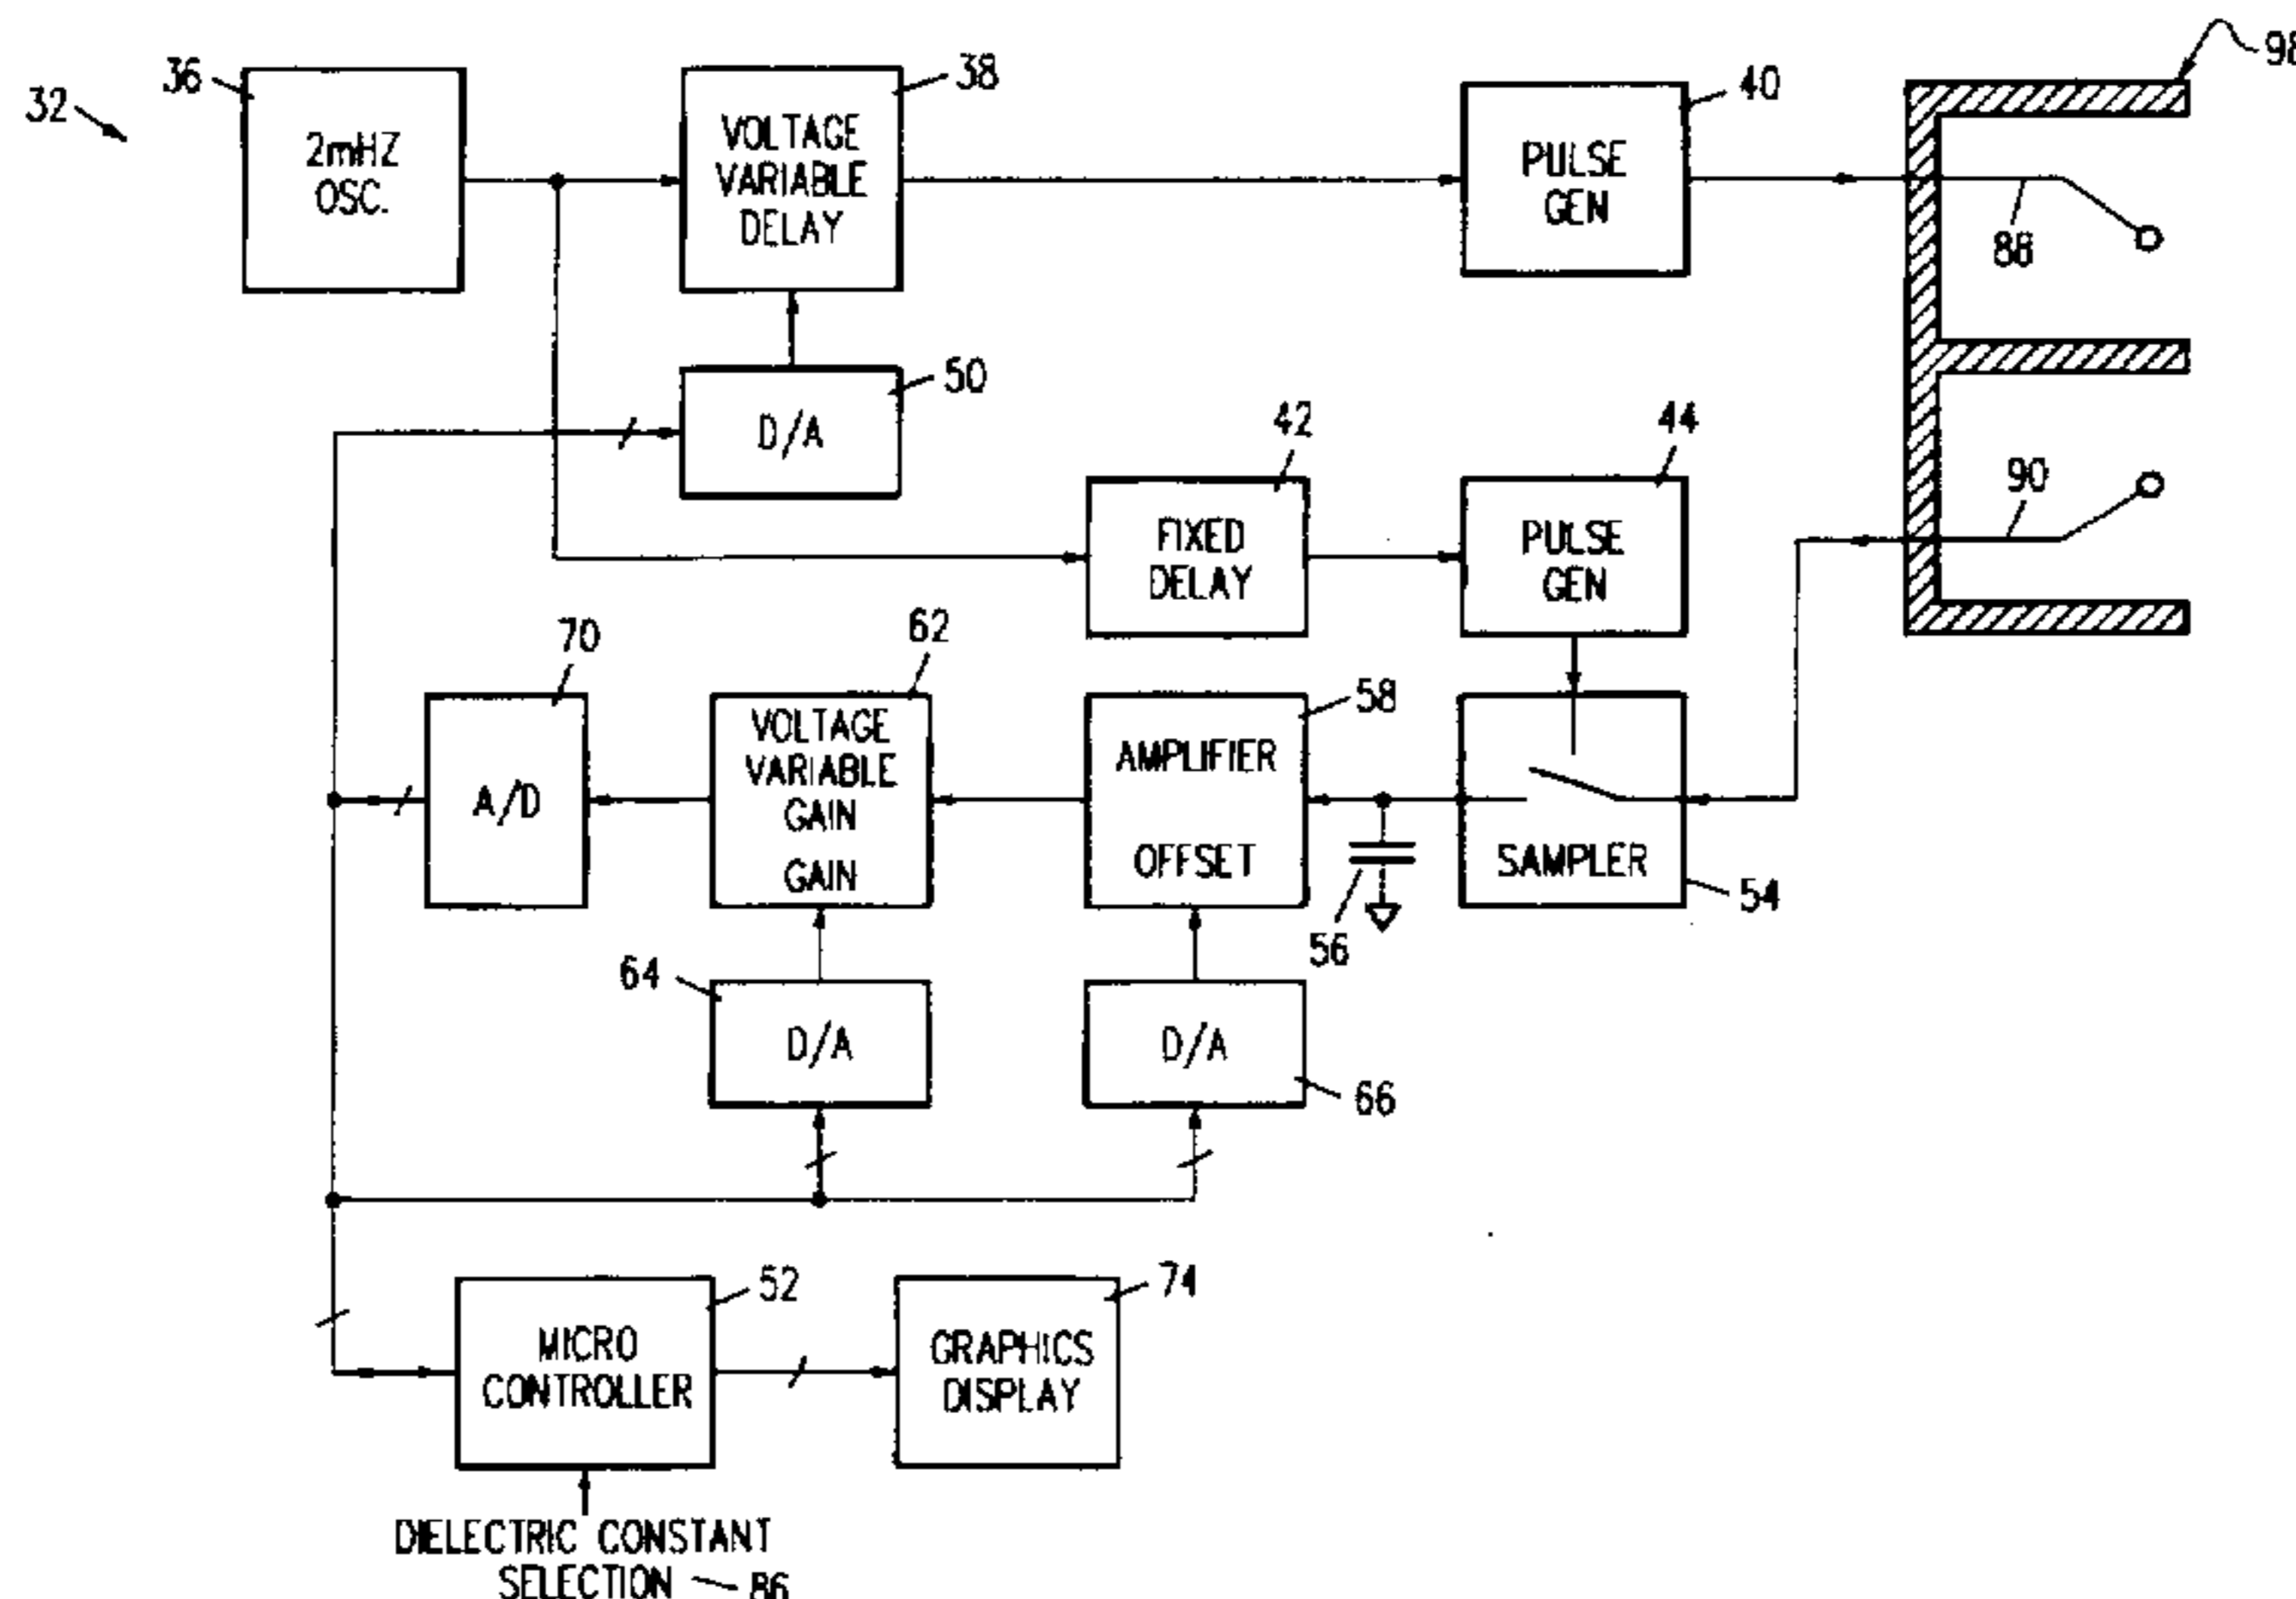 32
36
2mHZ
OSC.
38
VOLTAGE
VARIABLE
DELAY
40
PULSE
GEN
98
88
50
D/A
42
FIXED
DELAY
44
PULSE
GEN
90
70
A/D
62
VOLTAGE
VARIABLE
GAIN
GAIN
58
AMPLIFIER
OFFSET
56
SAMPLER
54
64
D/A
D/A
66
52
MICRO
CONTROLLER
74
GRAPHICS
DISPLAY
DIELECTRIC CONSTANT
SELECTION 86